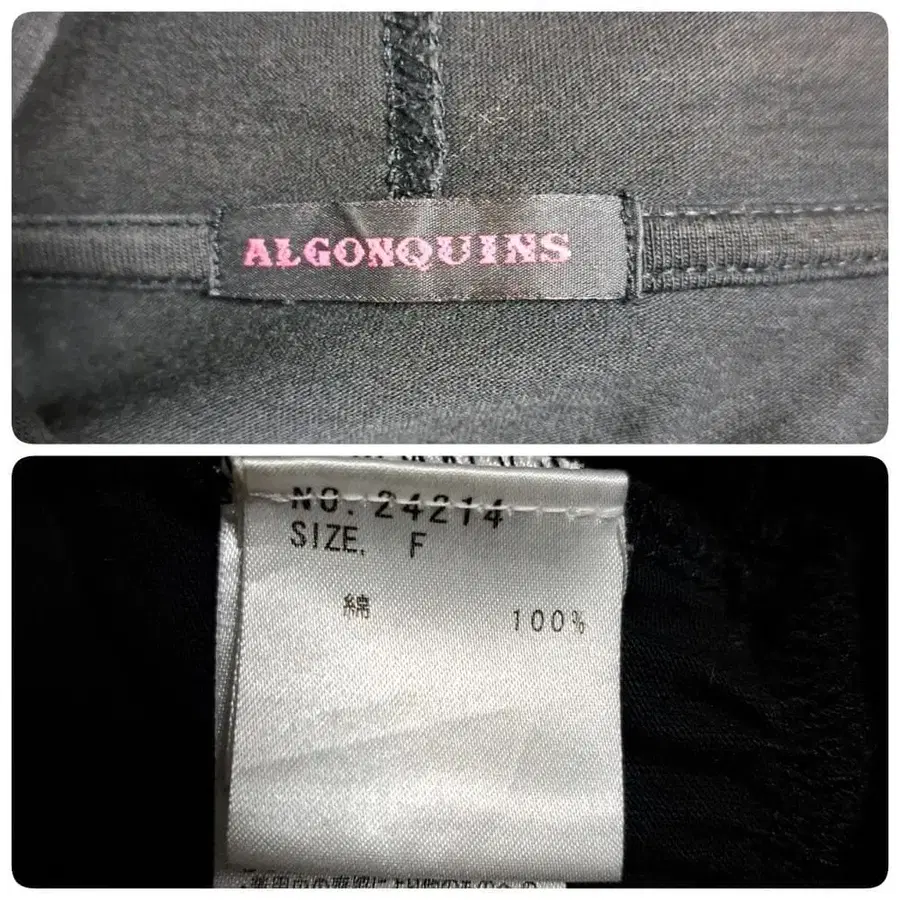 ALGONQUINS
NO. 24214
SIZE. F
綿 100%